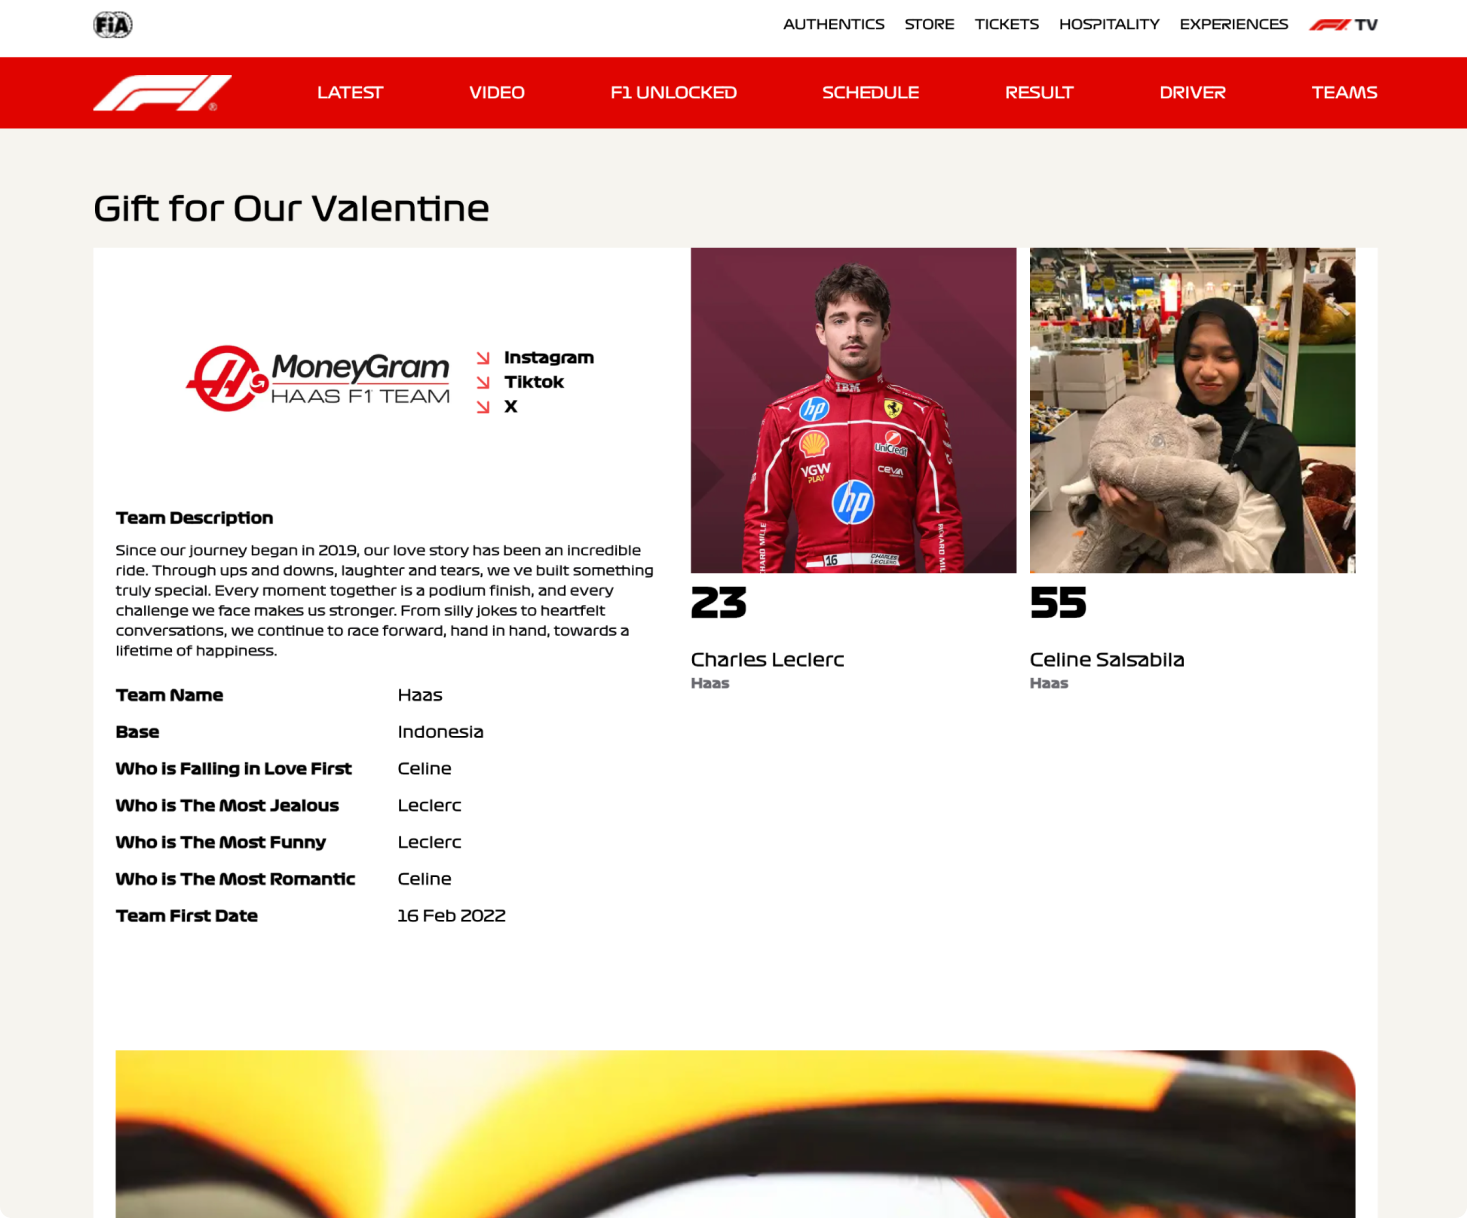 FiA
AUTHENTICS STORE TICKETS HOSPITALITY EXPERIENCES F1 TV
F1 LATEST VIDEO F1 UNLOCKED SCHEDULE RESULT DRIVER TEAMS
Gift for Our Valentine
MoneyGram
HAAS F1 TEAM
Instagram
Tiktok
X
IBM
hp
UniCredit
VGW
PLAY
CEVA
hp
RICHARD MILLE
16 CHARLES
LECLERC
Team Description
Since our journey began in 2019, our love story has been an incredible
ride. Through ups and downs, laughter and tears, we ve built something
truly special. Every moment together is a podium finish, and every
challenge we face makes us stronger. From silly jokes to heartfelt
conversations, we continue to race forward, hand in hand, towards a
lifetime of happiness.
Team Name Haas
Base Indonesia
Who is Falling in Love First Celine
Who is The Most Jealous Leclerc
Who is The Most Funny Leclerc
Who is The Most Romantic Celine
Team First Date 16 Feb 2022
23
Charles Leclerc
Haas
55
Celine Salsabila
Haas